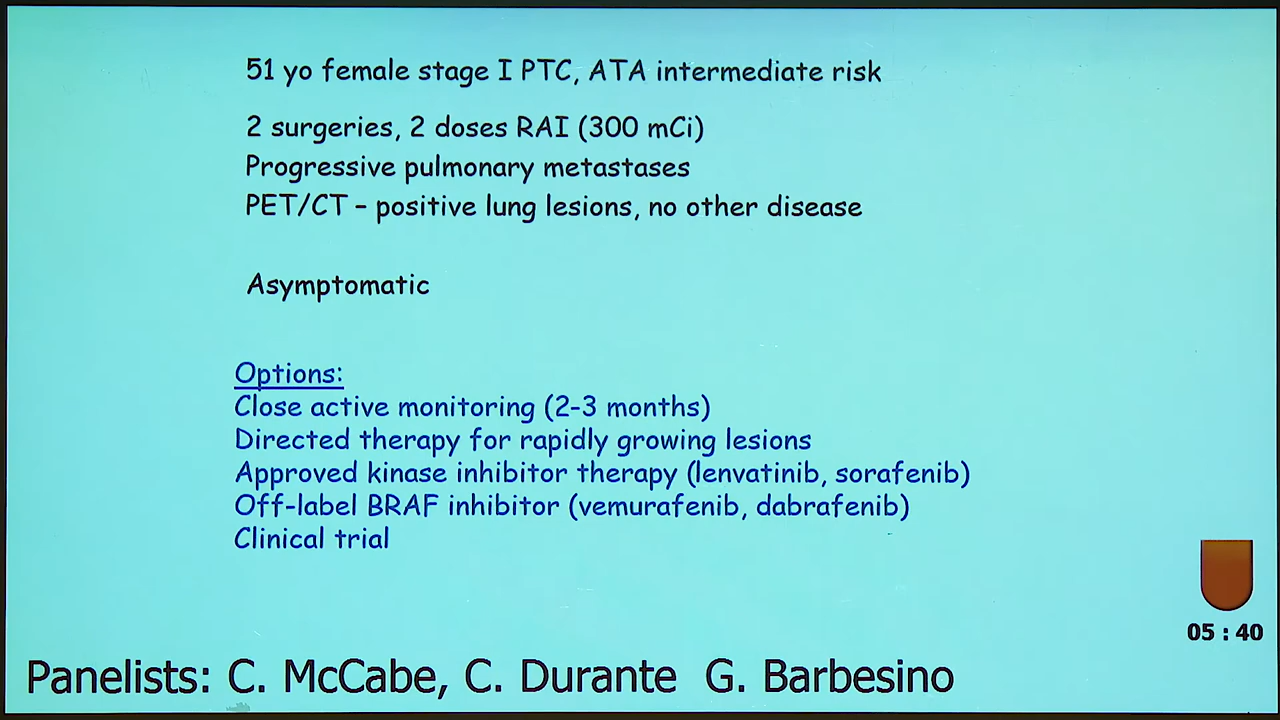 51 yo female stage I PTC, ATA intermediate risk
2 surgeries, 2 doses RAI (300 mCi)
Progressive pulmonary metastases
PET/CT – positive lung lesions, no other disease
Asymptomatic
Options:
Close active monitoring (2-3 months)
Directed therapy for rapidly growing lesions
Approved kinase inhibitor therapy (lenvatinib, sorafenib)
Off-label BRAF inhibitor (vemurafenib, dabrafenib)
Clinical trial
05 : 40
Panelists: C. McCabe, C. Durante G. Barbesino